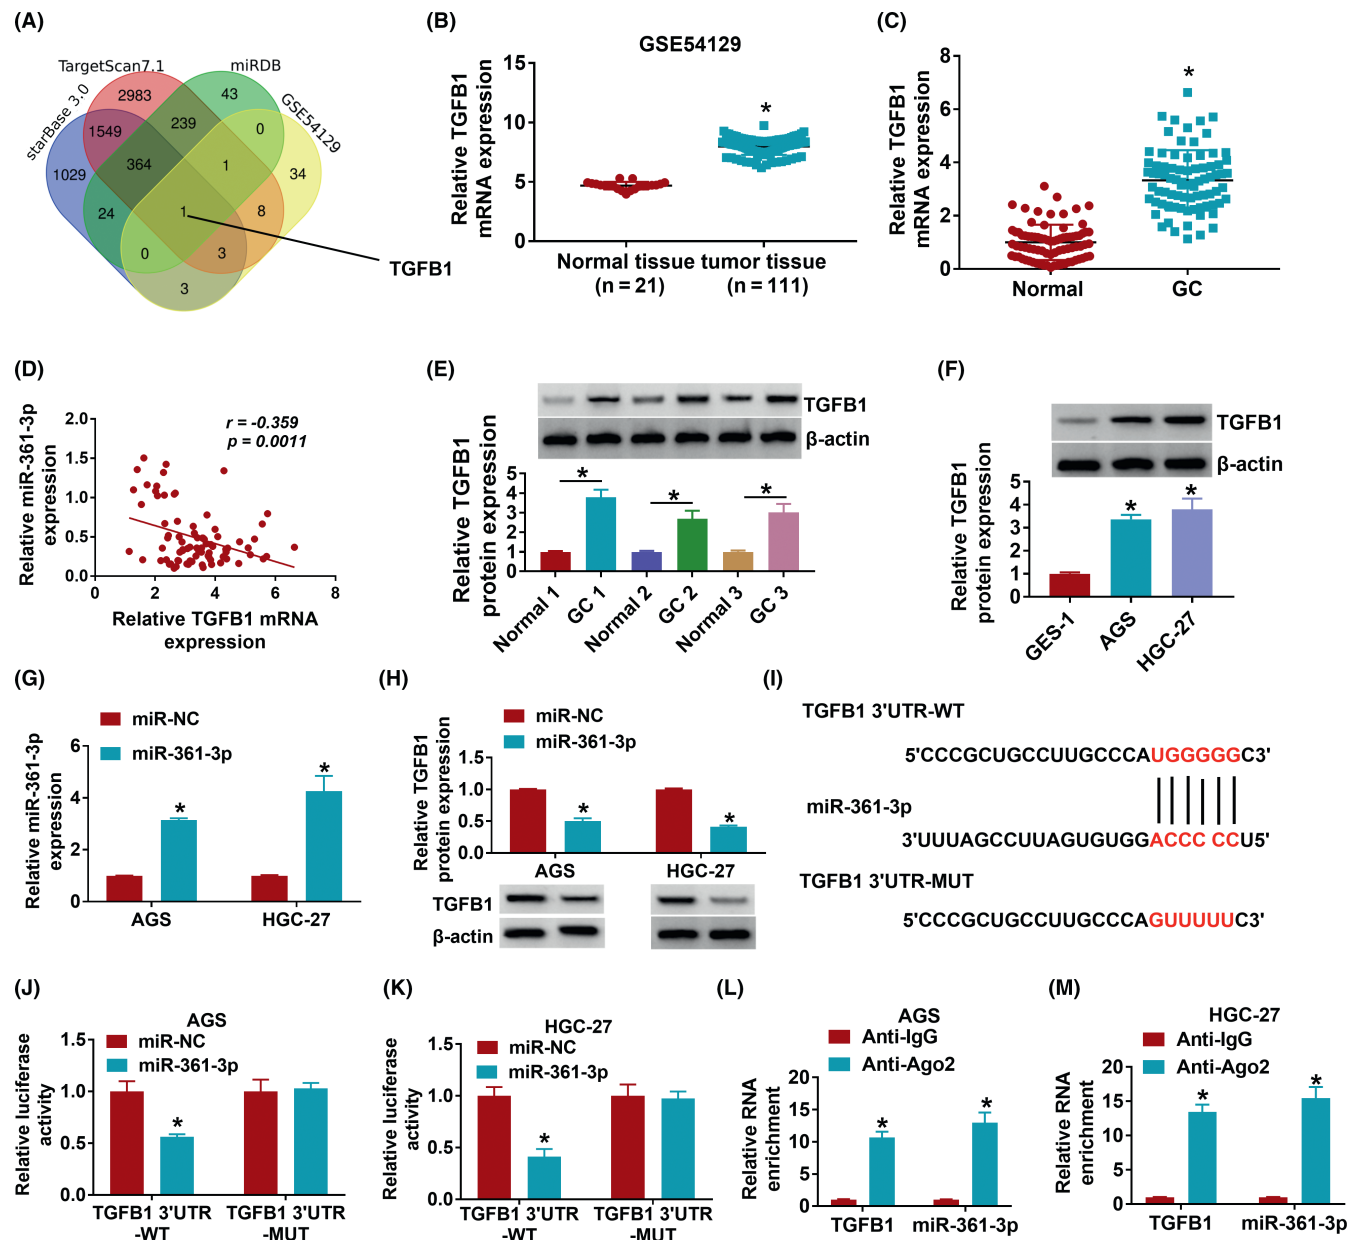 (A)
TargetScan7.1
miRDB
starBase 3.0
GSE54129
2983
43
1549
239
0
1029
364
1
34
24
1
8
0
3
3
TGFB1
(B)
GSE54129
Relative TGFB1
mRNA expression
15
10
5
0
*
Normal tissue tumor tissue
(n = 21)
(n = 111)
(C)
Relative TGFB1
mRNA expression
8
6
4
2
0
*
Normal
GC
(D)
Relative miR-361-3p
expression
2.0
1.5
1.0
0.5
0.0
r = -0.359
p = 0.0011
0
2
4
6
8
Relative TGFB1 mRNA
expression
(E)
TGFB1
β-actin
Relative TGFB1
protein expression
5
4
3
2
1
0
*
*
*
Normal 1
GC 1
Normal 2
GC 2
Normal 3
GC 3
(F)
TGFB1
β-actin
Relative TGFB1
protein expression
5
4
3
2
1
0
*
*
GES-1
AGS
HGC-27
(G)
miR-NC
miR-361-3p
Relative miR-361-3p
expression
6
4
2
0
*
*
AGS
HGC-27
(H)
miR-NC
miR-361-3p
Relative TGFB1
protein expression
1.5
1.0
0.5
0.0
*
*
AGS
HGC-27
TGFB1
β-actin
(I)
TGFB1 3'UTR-WT
5'CCCGCUGCCUUGCCCAUGGGGGC3'
miR-361-3p
3'UUUAGCCUUAGUGUGGACCC CCU5'
TGFB1 3'UTR-MUT
5'CCCGCUGCCUUGCCCAGUUUUUC3'
(J)
AGS
miR-NC
miR-361-3p
Relative luciferase
activity
1.5
1.0
0.5
0.0
*
TGFB1 3'UTR
-WT
TGFB1 3'UTR
-MUT
(K)
HGC-27
miR-NC
miR-361-3p
Relative luciferase
activity
1.5
1.0
0.5
0.0
*
TGFB1 3'UTR
-WT
TGFB1 3'UTR
-MUT
(L)
AGS
Anti-IgG
Anti-Ago2
Relative RNA
enrichment
20
15
10
5
0
*
*
TGFB1
miR-361-3p
(M)
HGC-27
Anti-IgG
Anti-Ago2
Relative RNA
enrichment
20
15
10
5
0
*
*
TGFB1
miR-361-3p